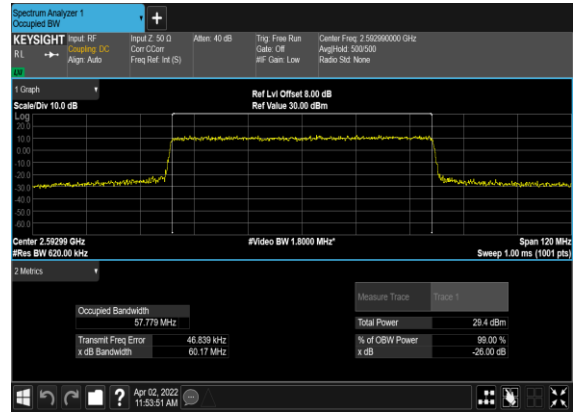 Spectrum Analyzer 1
Occupied BW
+
KEYSIGHT Input: RF Input Z: 50 Ω Atten: 40 dB Trig: Free Run Center Freq: 2.592990000 GHz
RL Coupling: DC Corr CCorr Gate: Off Avg|Hold: 500/500
Align: Auto Freq Ref: Int (S) #IF Gain: Low Radio Std: None
LW
1 Graph
Ref Lvl Offset 8.00 dB
Scale/Div 10.0 dB Ref Value 30.00 dBm
Log
20.0
10.0
0.00
-10.0
-20.0
-30.0
-40.0
-50.0
-60.0
Center 2.59299 GHz #Video BW 1.8000 MHz* Span 120 MHz
#Res BW 620.00 kHz Sweep 1.00 ms (1001 pts)
2 Metrics
Measure Trace Trace 1
Occupied Bandwidth
57.779 MHz Total Power 29.4 dBm
Transmit Freq Error 46.839 kHz % of OBW Power 99.00 %
x dB Bandwidth 60.17 MHz x dB -26.00 dB
? Apr 02, 2022
11:53:51 AM